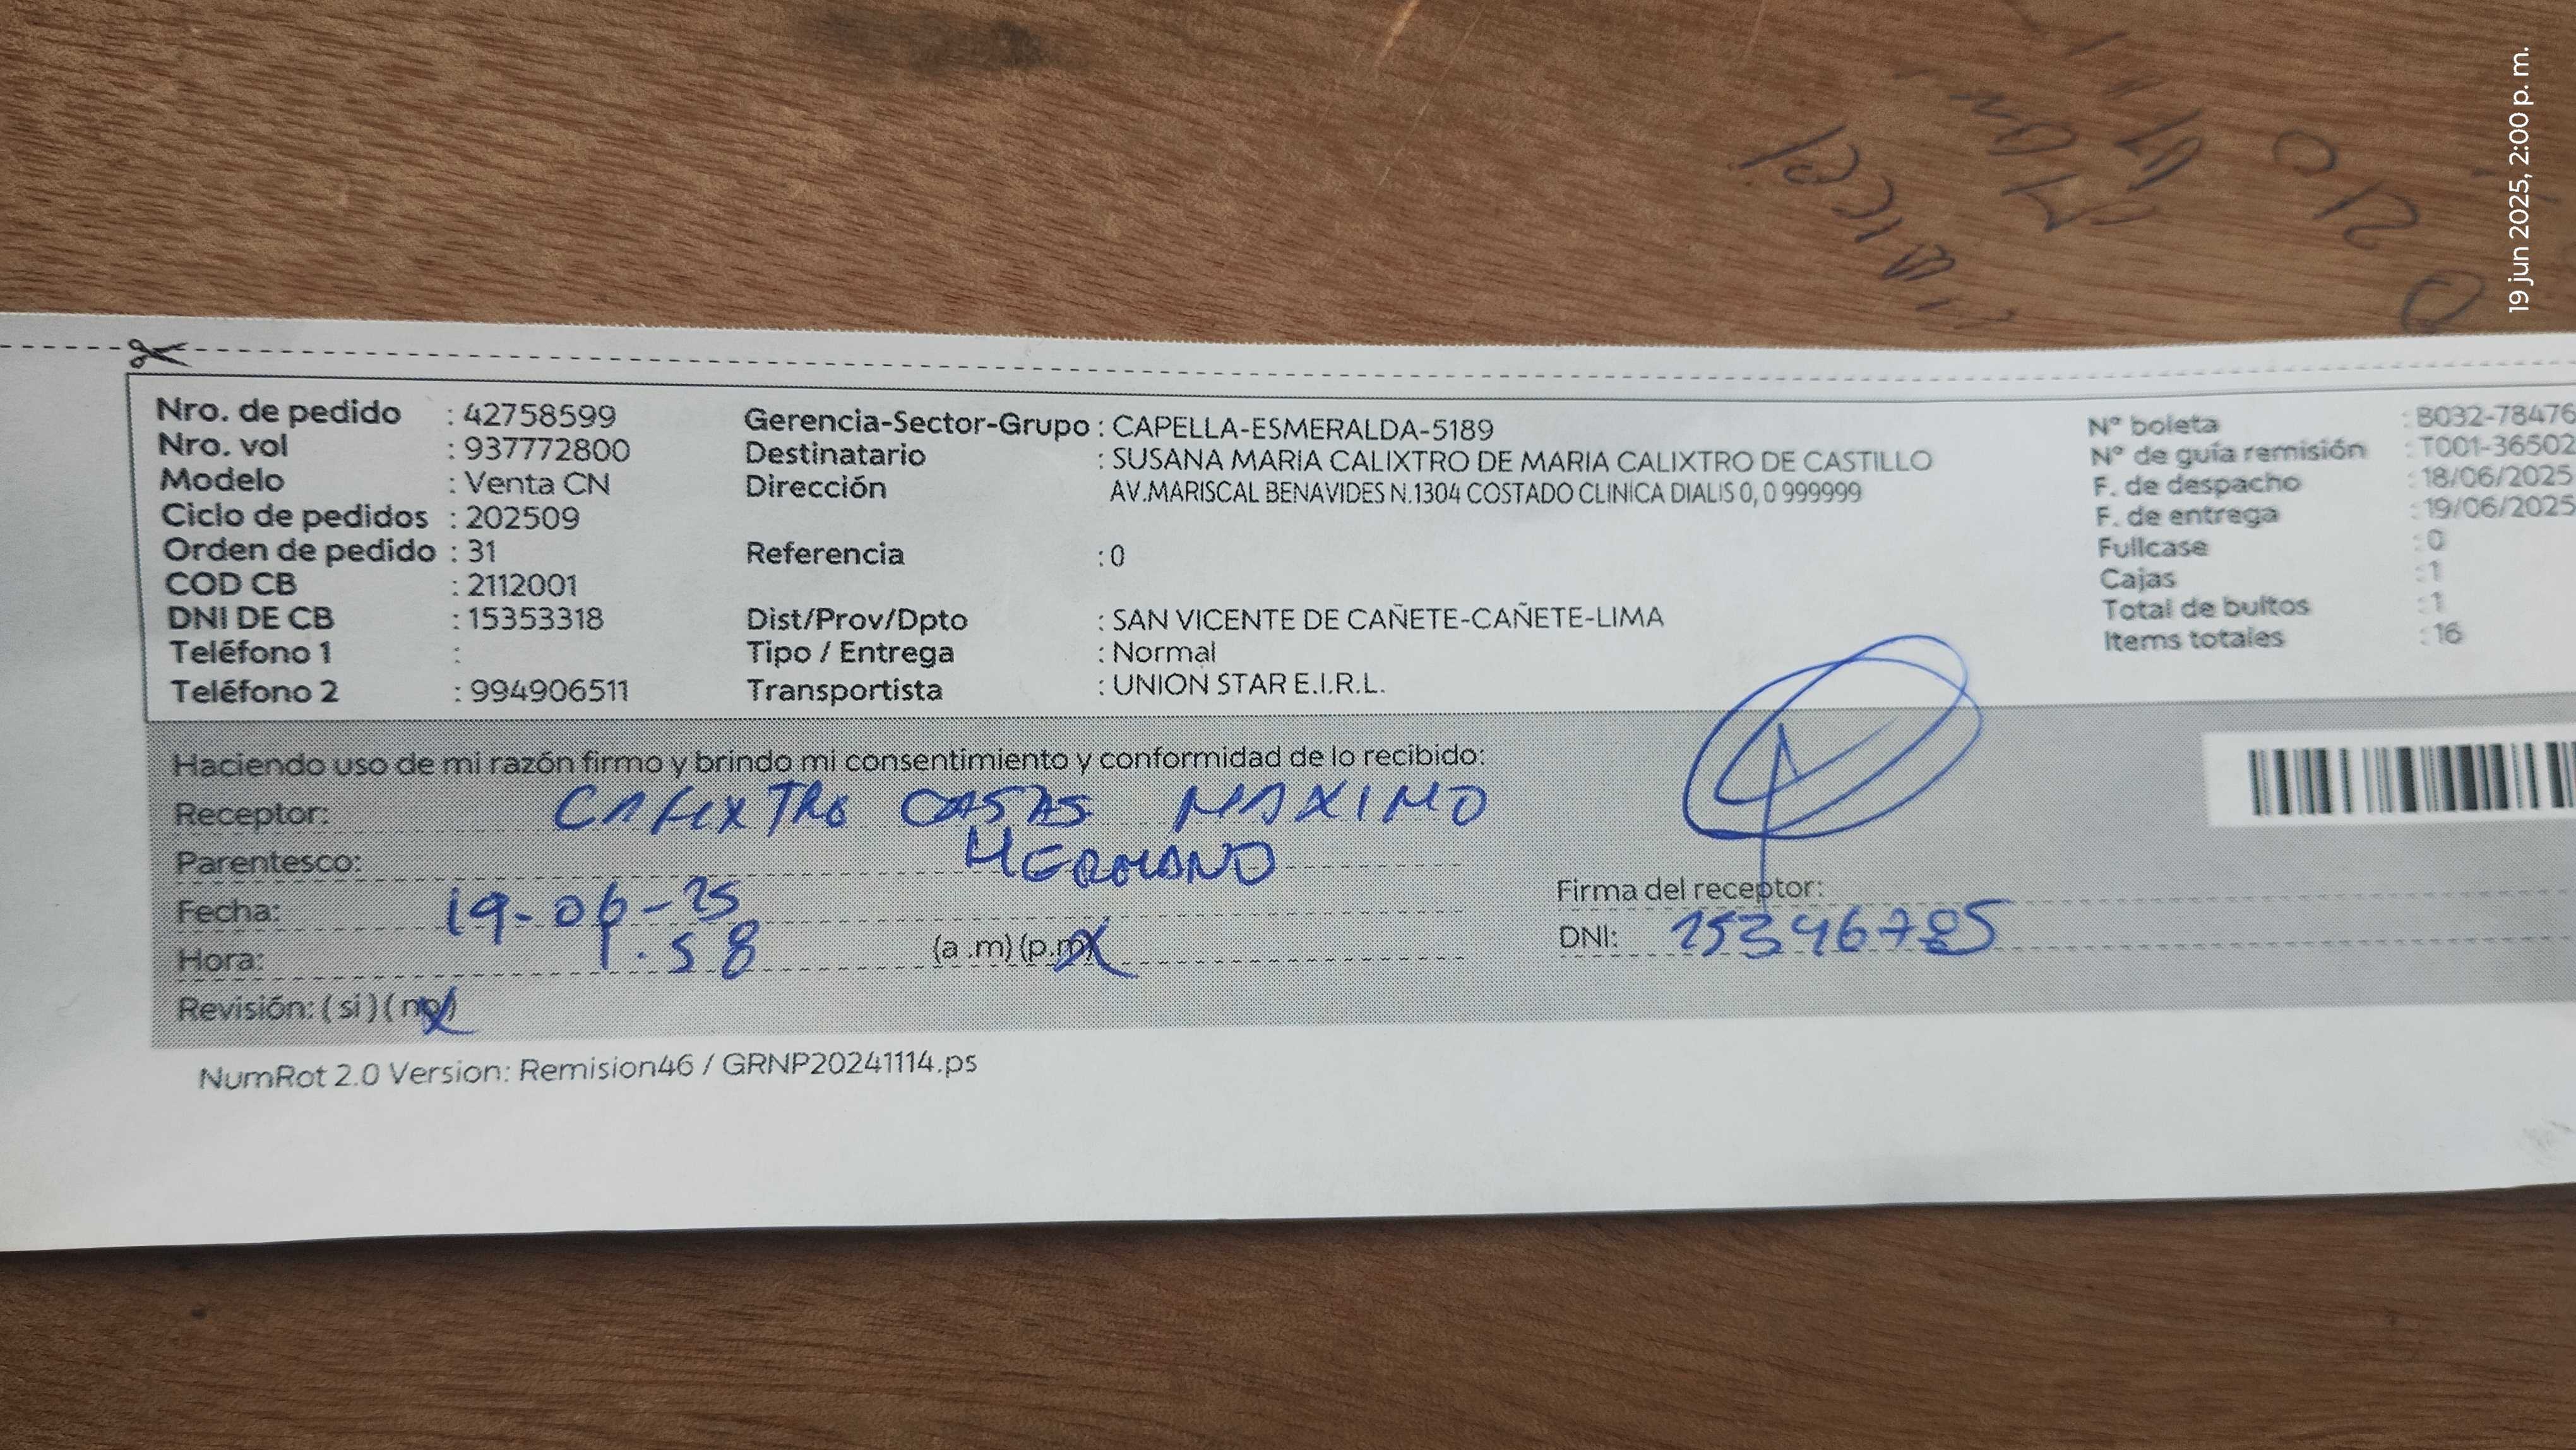 19 jun 2025, 2:00 p. m.
Nro. de pedido : 42758599
Nro. vol : 937772800
Modelo : Venta CN
Ciclo de pedidos : 202509
Orden de pedido : 31
COD CB : 2112001
DNI DE CB : 15353318
Teléfono 1 :
Teléfono 2 : 994906511
Gerencia-Sector-Grupo : CAPELLA-ESMERALDA-5189
Destinatario : SUSANA MARIA CALIXTRO DE MARIA CALIXTRO DE CASTILLO
Dirección AV.MARISCAL BENAVIDES N.1304 COSTADO CLINICA DIALIS 0, 0 999999
Referencia : 0
Dist/Prov/Dpto : SAN VICENTE DE CAÑETE-CAÑETE-LIMA
Tipo / Entrega : Normal
Transportista : UNION STAR E.I.R.L.
N° boleta : B032-78476
N° de guía remisión : T001-36502
F. de despacho : 18/06/2025
F. de entrega : 19/06/2025
Fullcase : 0
Cajas : 1
Total de bultos : 1
Items totales : 16
Haciendo uso de mi razón firmo y brindo mi consentimiento y conformidad de lo recibido:
Receptor: CALIXTRO CASAS MAXIMO
Parentesco: HERMANO
Fecha: 19-06-25
Hora: 1.58 (a .m) (p.m)
Revisión: ( si ) ( no )
Firma del receptor:
DNI: 15346785
NumRot 2.0 Version: Remision46 / GRNP20241114.ps